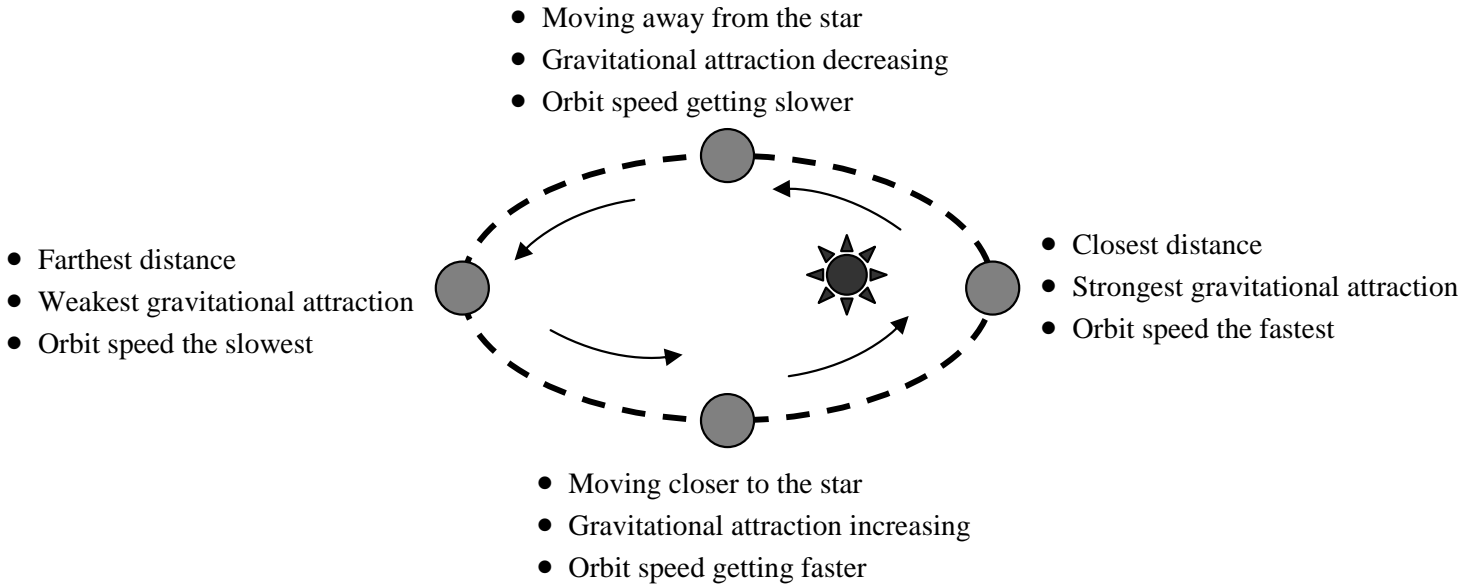 • Moving away from the star
• Gravitational attraction decreasing
• Orbit speed getting slower
• Farthest distance
• Weakest gravitational attraction
• Orbit speed the slowest
• Closest distance
• Strongest gravitational attraction
• Orbit speed the fastest
• Moving closer to the star
• Gravitational attraction increasing
• Orbit speed getting faster